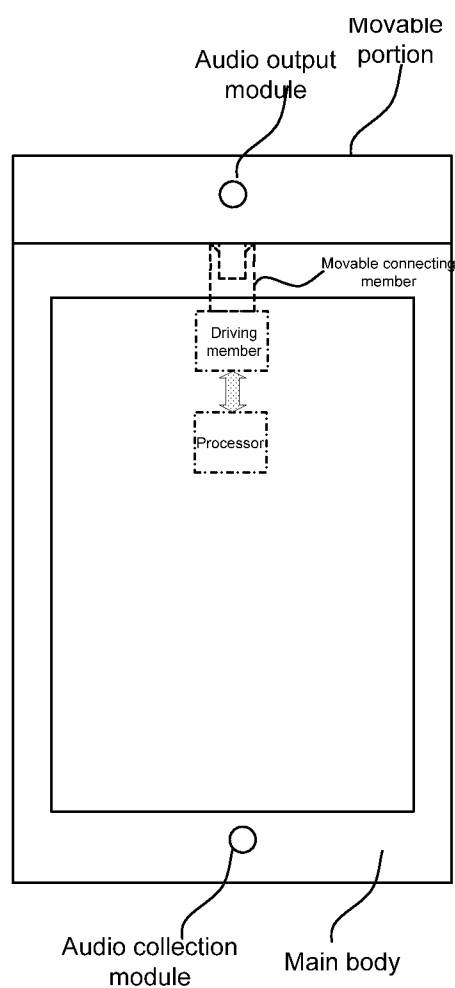 Movable
portion
Audio output
module
Movable connecting
member
Driving
member
Processor
Audio collection
module
Main body